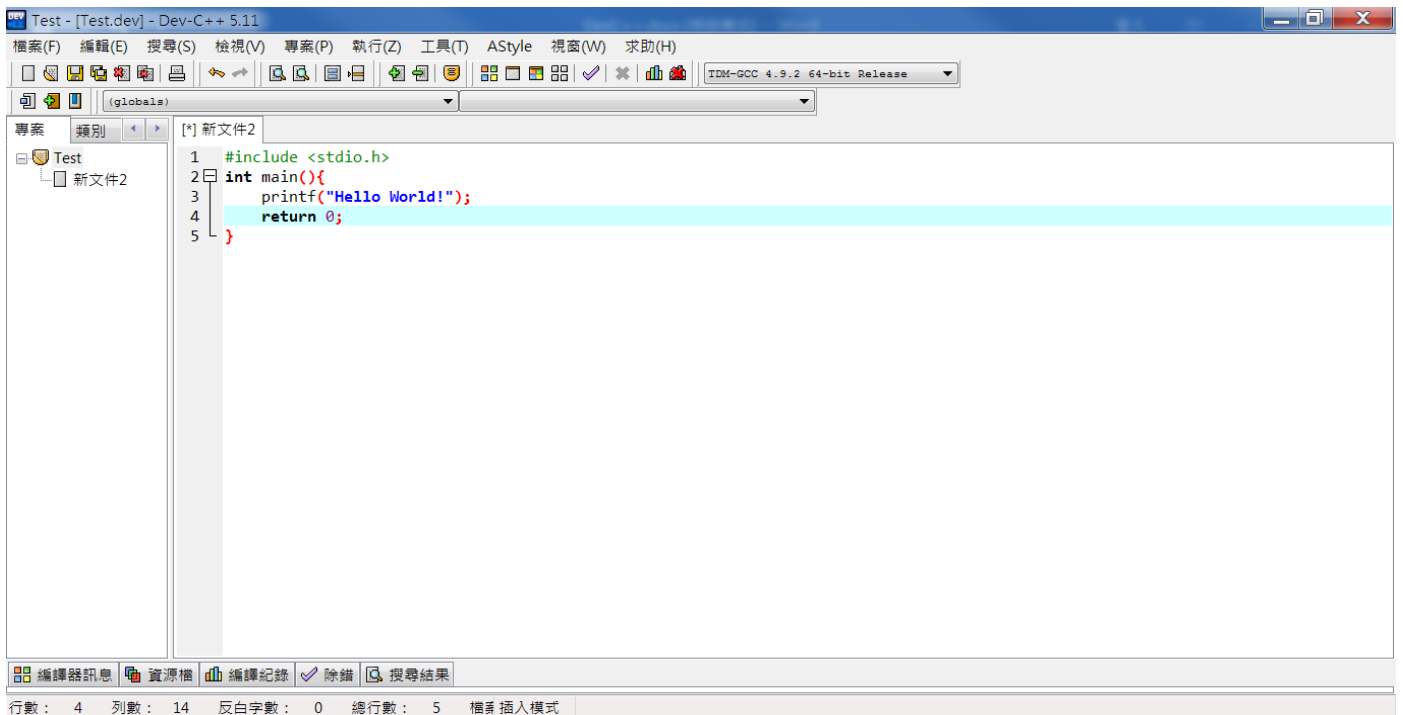 Test - [Test.dev] - Dev-C++ 5.11
檔案(F) 編輯(E) 搜尋(S) 檢視(V) 專案(P) 執行(Z) 工具(T) AStyle 視窗(W) 求助(H)
TDM-GCC 4.9.2 64-bit Release
(globals)
專案 類別 [*] 新文件2
Test
新文件2
1 #include <stdio.h>
2 int main(){
3 printf("Hello World!");
4 return 0;
5 }
編譯器訊息 資源檔 編譯紀錄 除錯 搜尋結果
行數: 4 列數: 14 反白字數: 0 總行數: 5 插入模式